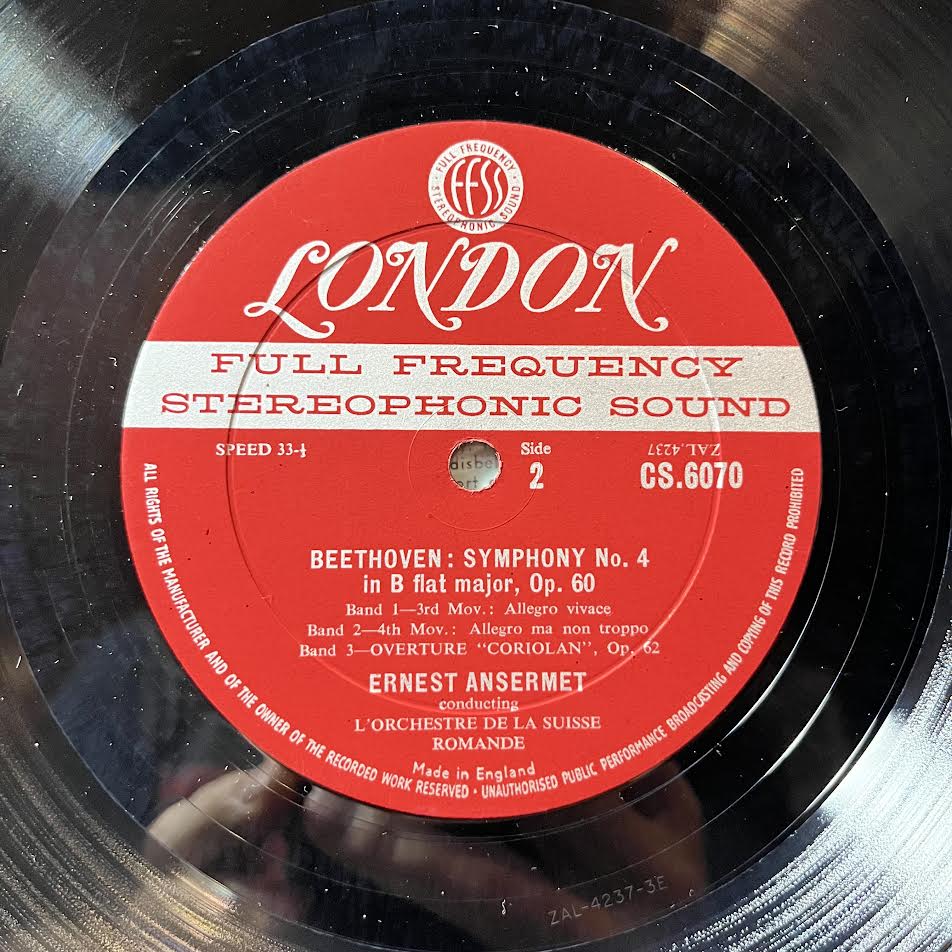 FULL FREQUENCY · STEREOPHONIC SOUND ·
FFSS
LONDON
FULL FREQUENCY
STEREOPHONIC SOUND
SPEED 33-⅓
Side
2
ZAL.4237
CS.6070
disbel
ort
BEETHOVEN: SYMPHONY No. 4
in B flat major, Op. 60
Band 1—3rd Mov.: Allegro vivace
Band 2—4th Mov.: Allegro ma non troppo
Band 3—OVERTURE "CORIOLAN", Op. 62
ERNEST ANSERMET
conducting
L'ORCHESTRE DE LA SUISSE
ROMANDE
Made in England
ALL RIGHTS OF THE MANUFACTURER AND OF THE OWNER OF THE RECORDED WORK RESERVED · UNAUTHORISED PUBLIC PERFORMANCE BROADCASTING AND COPYING OF THIS RECORD PROHIBITED
ZAL-4237-3E